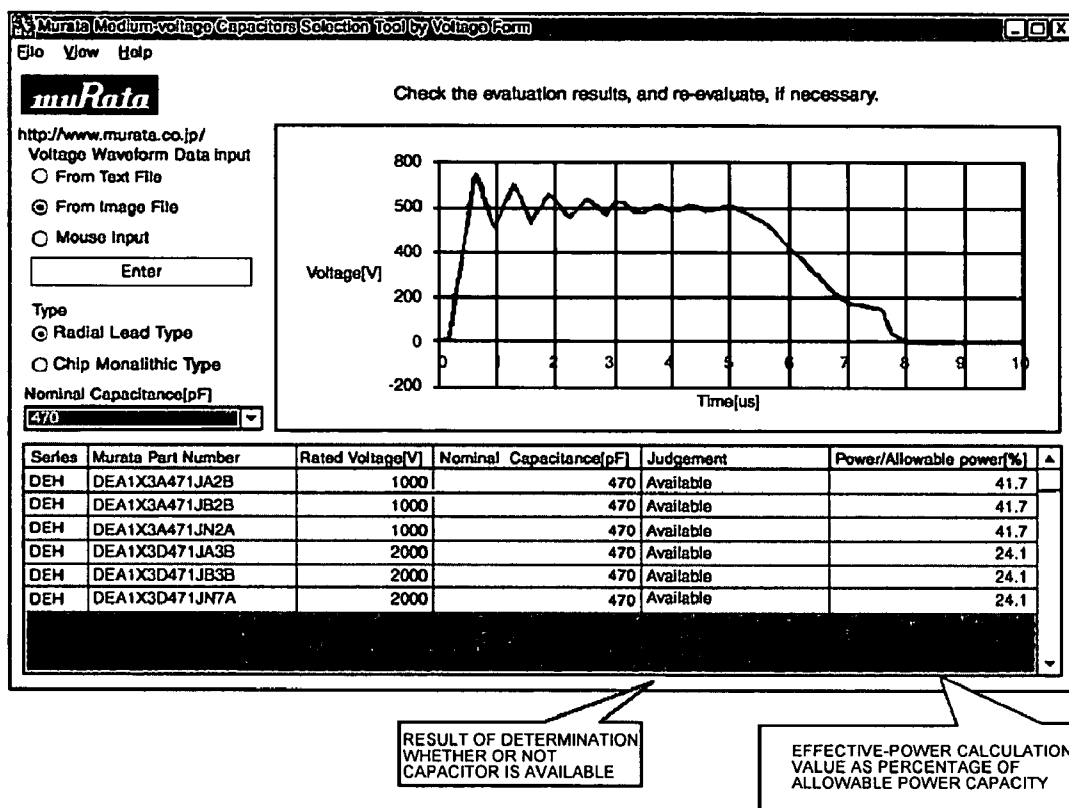 Murata Medium-voltage Capacitors Selection Tool by Voltage Form
File View Help
muRata
Check the evaluation results, and re-evaluate, if necessary.
http://www.murata.co.jp/
Voltage Waveform Data Input
From Text File
From Image File
Mouse Input
Enter
Type
Radial Lead Type
Chip Monalithic Type
Nominal Capacitance[pF]
470
800
600
500
400
200
0
-200
Voltage[V]
0 1 2 3 4 5 6 7 8 9 10
Time[us]
Series Murata Part Number Rated Voltage[V] Nominal Capacitance[pF] Judgement Power/Allowable power[%]
DEH DEA1X3A471JA2B 1000 470 Available 41.7
DEH DEA1X3A471JB2B 1000 470 Available 41.7
DEH DEA1X3A471JN2A 1000 470 Available 41.7
DEH DEA1X3D471JA3B 2000 470 Available 24.1
DEH DEA1X3D471JB3B 2000 470 Available 24.1
DEH DEA1X3D471JN7A 2000 470 Available 24.1
RESULT OF DETERMINATION
WHETHER OR NOT
CAPACITOR IS AVAILABLE
EFFECTIVE-POWER CALCULATION
VALUE AS PERCENTAGE OF
ALLOWABLE POWER CAPACITY